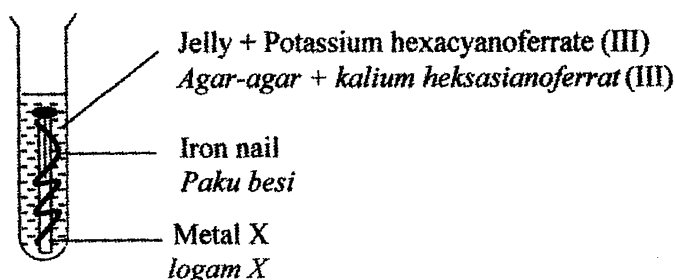 Jelly + Potassium hexacyanoferrate (III)
Agar-agar + kalium heksasianoferrat (III)
Iron nail
Paku besi
Metal X
logam X